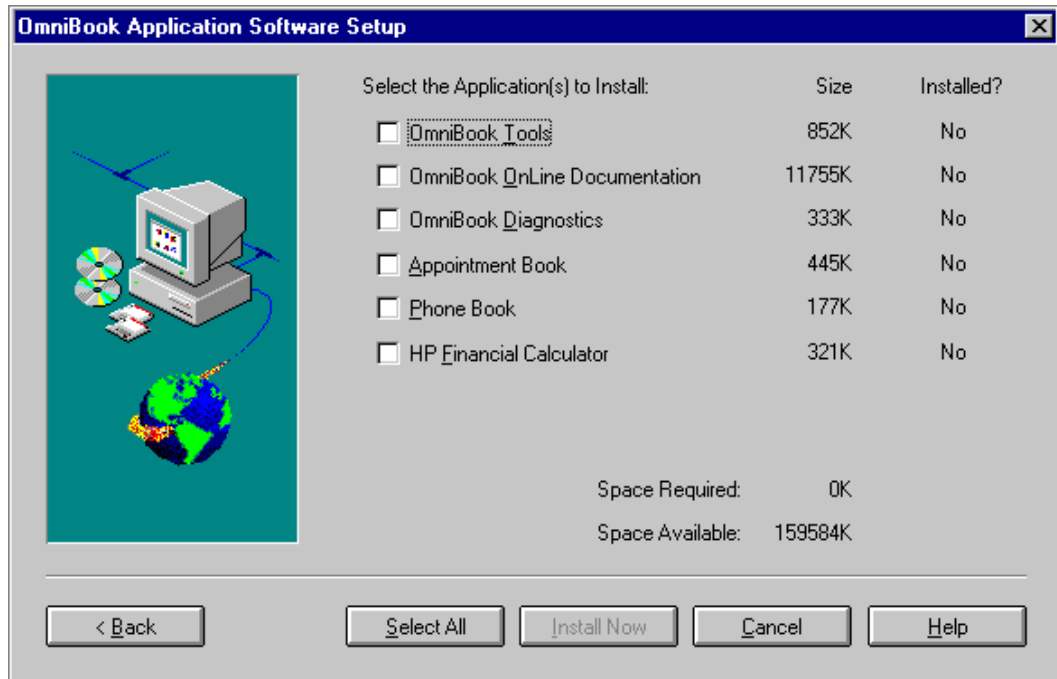 OmniBook Application Software Setup
Select the Application(s) to Install: Size Installed?
OmniBook Tools 852K No
OmniBook OnLine Documentation 11755K No
OmniBook Diagnostics 333K No
Appointment Book 445K No
Phone Book 177K No
HP Financial Calculator 321K No
Space Required: 0K
Space Available: 159584K
< Back Select All Install Now Cancel Help